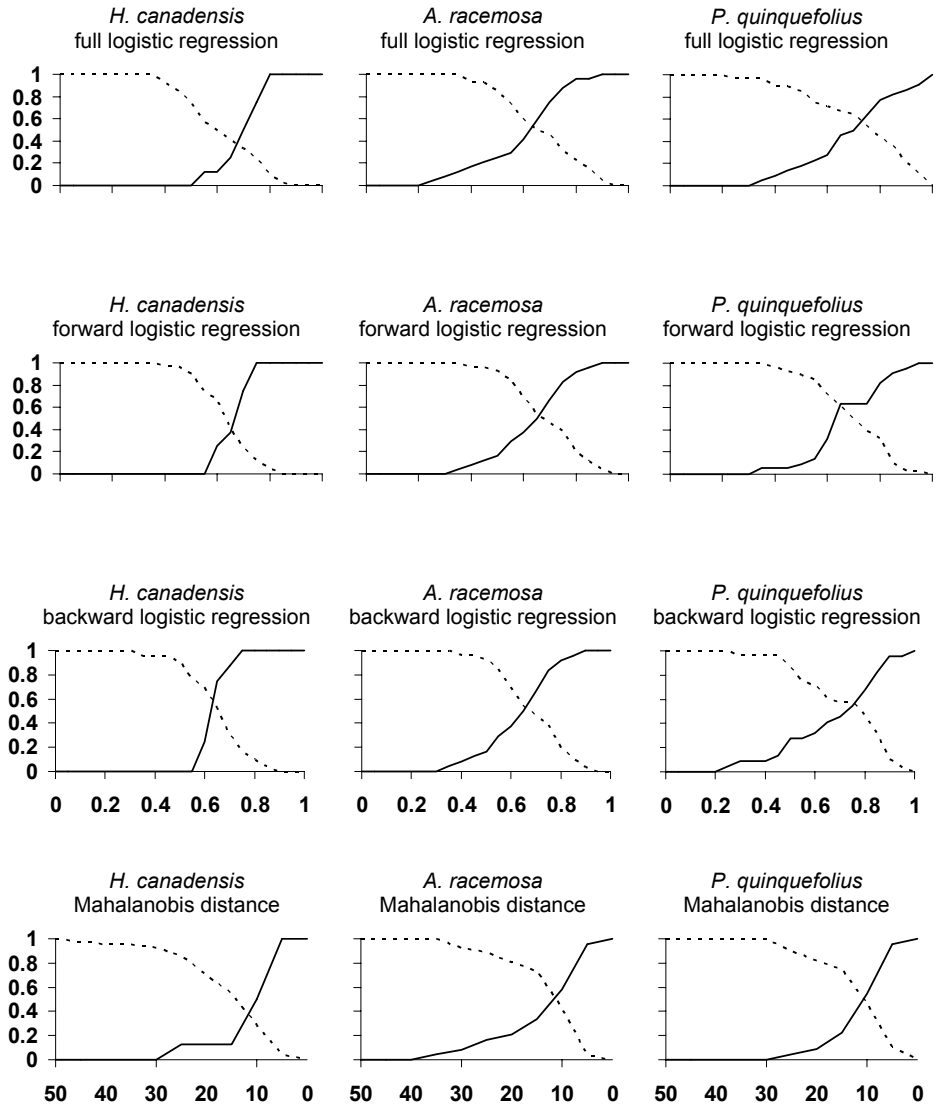 H. canadensis
full logistic regression
A. racemosa
full logistic regression
P. quinquefolius
full logistic regression
1
0.8
0.6
0.4
0.2
0
H. canadensis
forward logistic regression
A. racemosa
forward logistic regression
P. quinquefolius
forward logistic regression
1
0.8
0.6
0.4
0.2
0
H. canadensis
backward logistic regression
A. racemosa
backward logistic regression
P. quinquefolius
backward logistic regression
1
0.8
0.6
0.4
0.2
0
0 0.2 0.4 0.6 0.8 1
0 0.2 0.4 0.6 0.8 1
0 0.2 0.4 0.6 0.8 1
H. canadensis
Mahalanobis distance
A. racemosa
Mahalanobis distance
P. quinquefolius
Mahalanobis distance
1
0.8
0.6
0.4
0.2
0
50 40 30 20 10 0
50 40 30 20 10 0
50 40 30 20 10 0